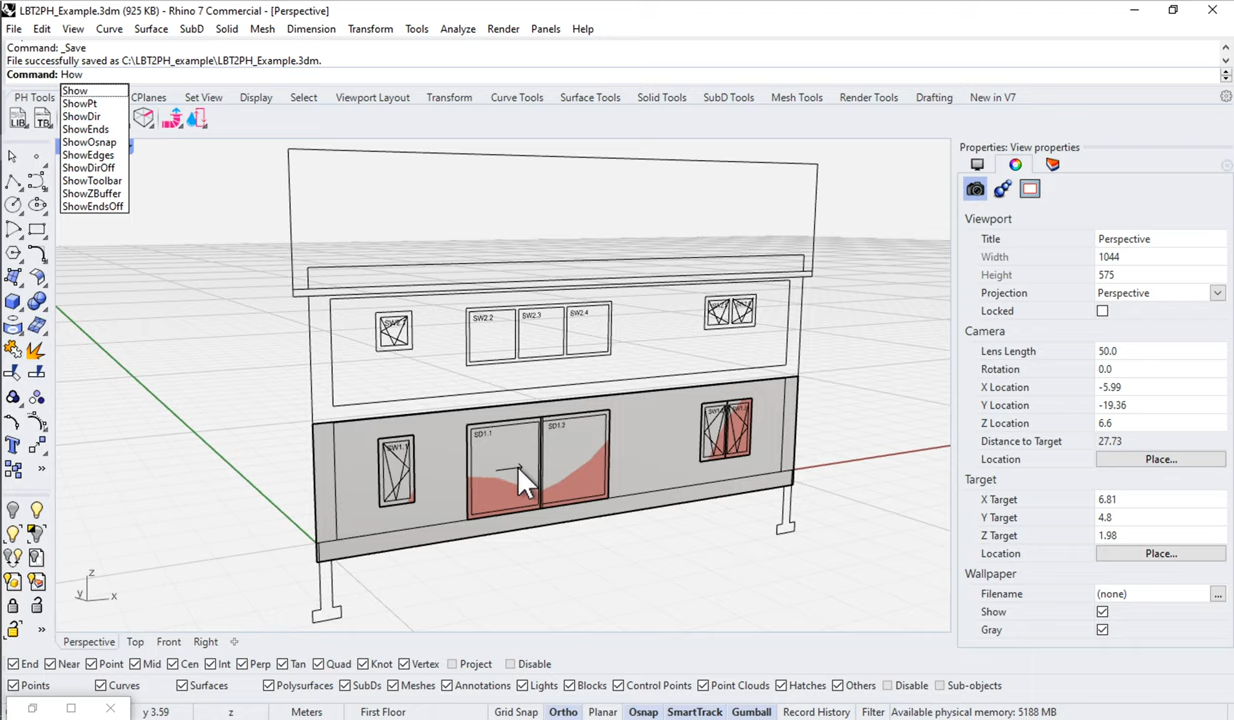 LBT2PH_Example.3dm (925 KB) - Rhino 7 Commercial - [Perspective]
File Edit View Curve Surface SubD Solid Mesh Dimension Transform Tools Analyze Render Panels Help
Command: _Save
File successfully saved as C:\LBT2PH_example\LBT2PH_Example.3dm.
Command: How
Show
ShowPt
ShowDir
ShowEnds
ShowOsnap
ShowEdges
ShowDirOff
ShowToolbar
ShowZBuffer
ShowEndsOff
PH Tools CPlanes Set View Display Select Viewport Layout Transform Curve Tools Surface Tools Solid Tools SubD Tools Mesh Tools Render Tools Drafting New in V7
LIB TB
SW2.2 SW2.3 SW2.4
SD1.1 SD1.2
z
y x
Perspective Top Front Right
Properties: View properties
Viewport
Title Perspective
Width 1044
Height 575
Projection Perspective
Locked
Camera
Lens Length 50.0
Rotation 0.0
X Location -5.99
Y Location -19.36
Z Location 6.6
Distance to Target 27.73
Location Place...
Target
X Target 6.81
Y Target 4.8
Z Target 1.98
Location Place...
Wallpaper
Filename (none) ...
Show
Gray
End Near Point Mid Cen Int Perp Tan Quad Knot Vertex Project Disable
Points Curves Surfaces Polysurfaces SubDs Meshes Annotations Lights Blocks Control Points Point Clouds Hatches Others Disable Sub-objects
y 3.59 z Meters First Floor Grid Snap Ortho Planar Osnap SmartTrack Gumball Record History Filter Available physical memory: 5188 MB